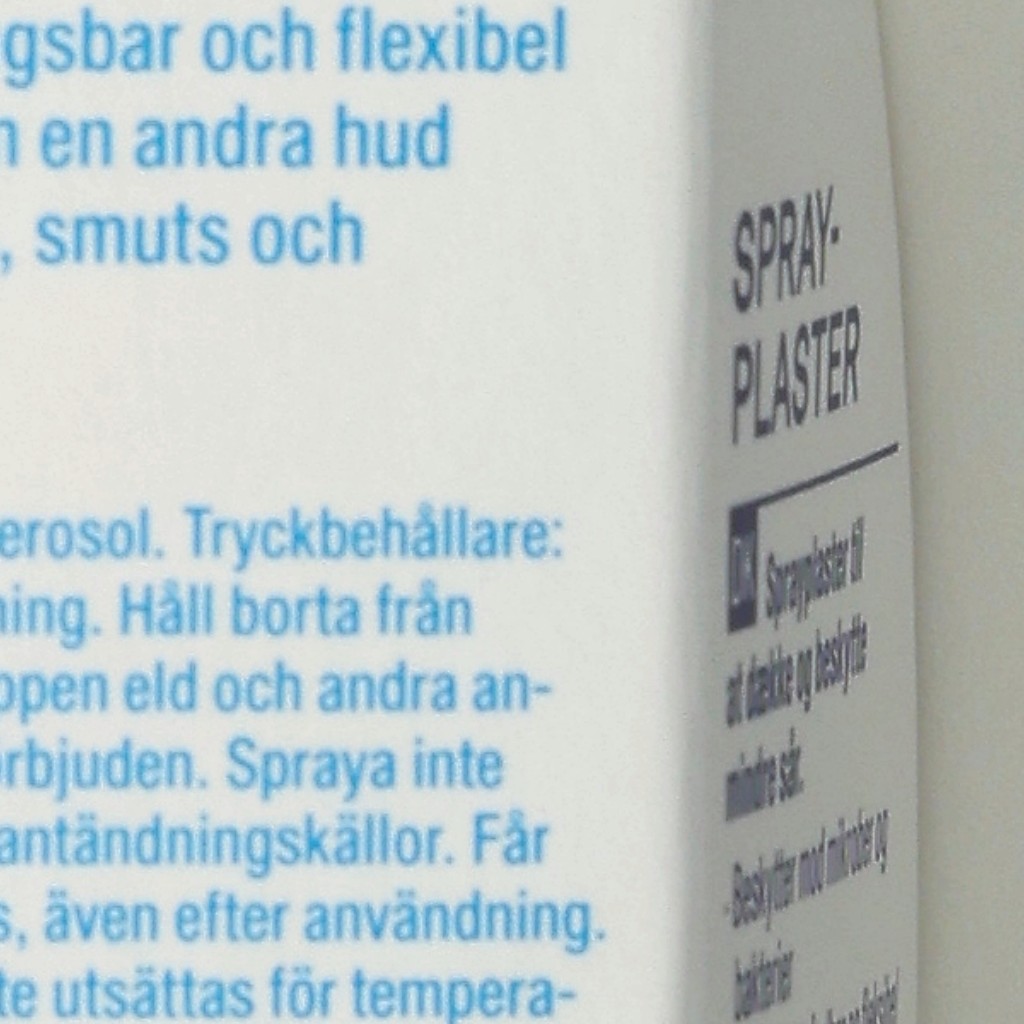 gsbar och flexibel
en andra hud
, smuts och
erosol. Tryckbehållare:
ning. Håll borta från
open eld och andra an-
orbjuden. Spraya inte
antändningskällor. Får
s, även efter användning.
te utsättas för tempera-
SPRAY-
PLASTER
DK Sprayplaster til
at dække og beskytte
mindre sår.
- Beskytter mod mikrober og
bakterier